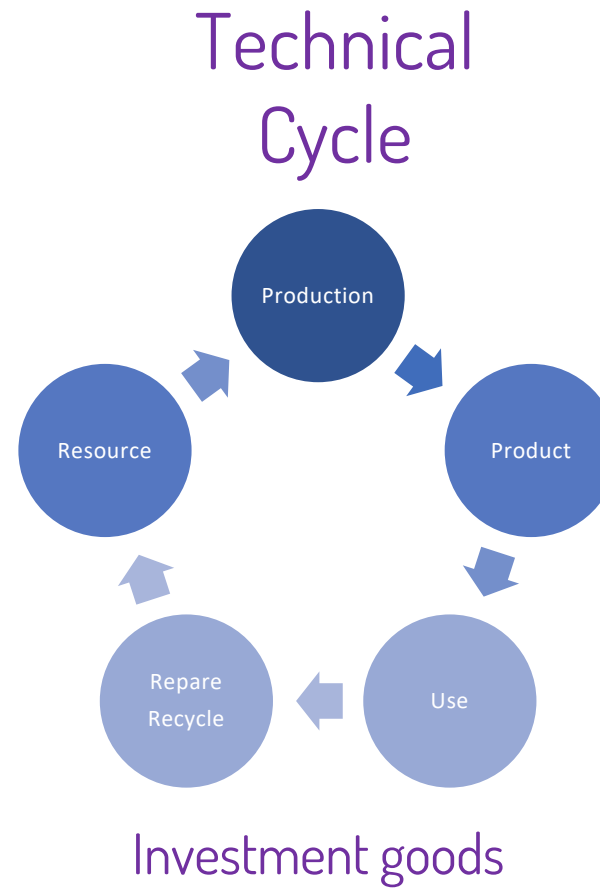 Technical
Cycle
Production
Product
Use
Repare
Recycle
Resource
Investment goods